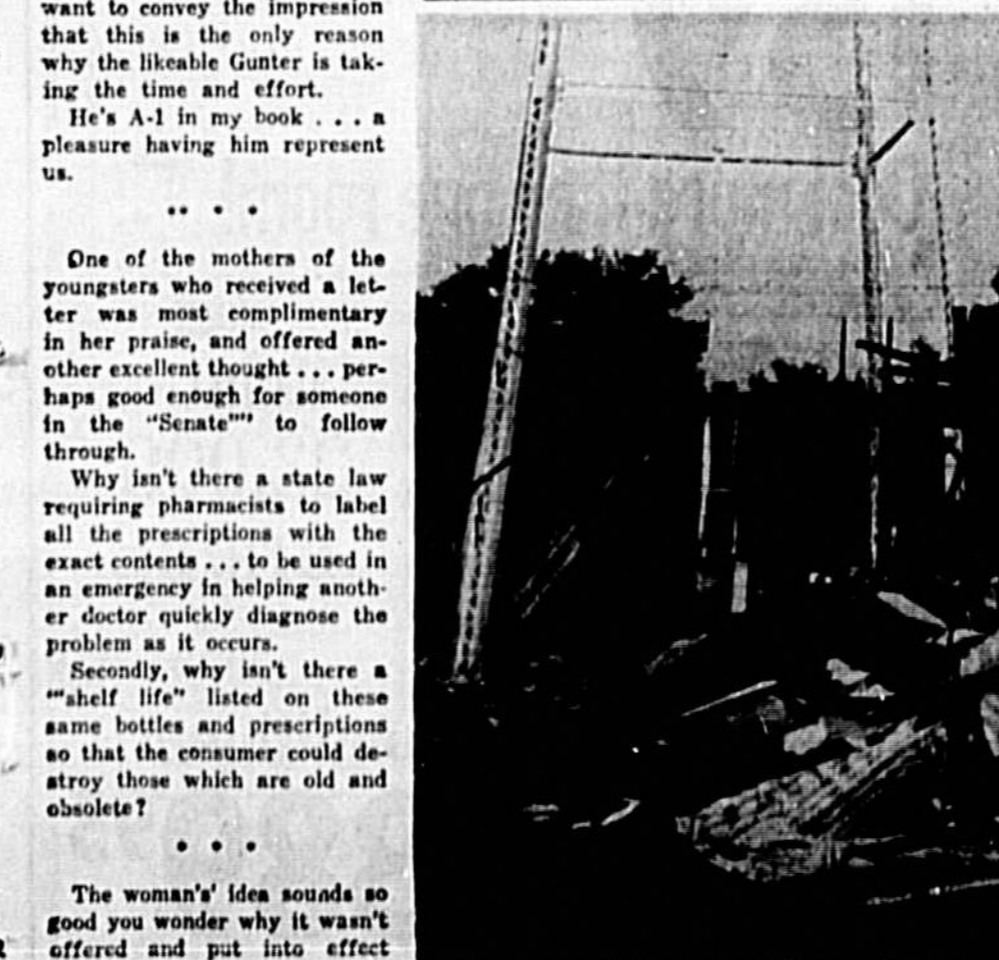 want to convey the impression
that this is the only reason
why the likeable Gunter is tak-
ing the time and effort.
He's A-1 in my book . . . a
pleasure having him represent
us.
One of the mothers of the
youngsters who received a let-
ter was most complimentary
in her praise, and offered an-
other excellent thought . . . per-
haps good enough for someone
in the "Senate"" to follow
through.
Why isn't there a state law
requiring pharmacists to label
all the prescriptions with the
exact contents . . . to be used in
an emergency in helping anoth-
er doctor quickly diagnose the
problem as it occurs.
Secondly, why isn't there a
""shelf life" listed on these
same bottles and prescriptions
so that the consumer could de-
stroy those which are old and
obsolete?
The woman's' idea sounds so
good you wonder why it wasn't
offered and put into effect